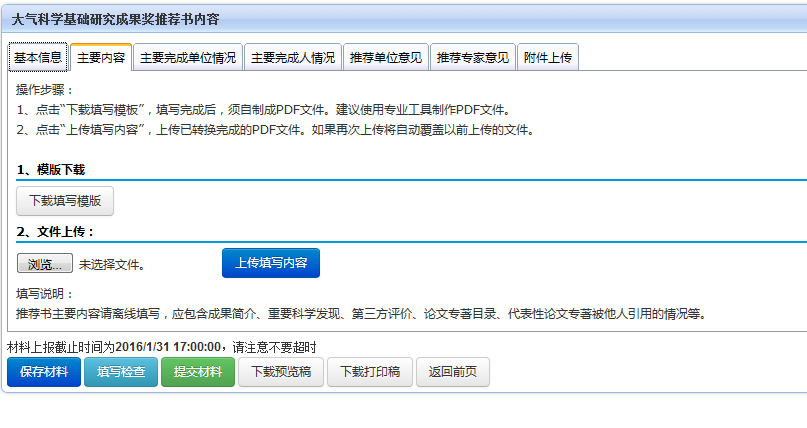 大气科学基础研究成果奖推荐书内容
基本信息 主要内容 主要完成单位情况 主要完成人情况 推荐单位意见 推荐专家意见 附件上传
操作步骤：
1、点击“下载填写模板”，填写完成后，须自制成PDF文件。建议使用专业工具制作PDF文件。
2、点击“上传填写内容”，上传已转换完成的PDF文件。如果再次上传将自动覆盖以前上传的文件。
1、模版下载
下载填写模版
2、文件上传：
浏览... 未选择文件。 上传填写内容
填写说明：
推荐书主要内容请离线填写，应包含成果简介、重要科学发现、第三方评价、论文专著目录、代表性论文专著被他人引用的情况等。
材料上报截止时间为2016/1/31 17:00:00，请注意不要超时
保存材料 填写检查 提交材料 下载预览稿 下载打印稿 返回前页